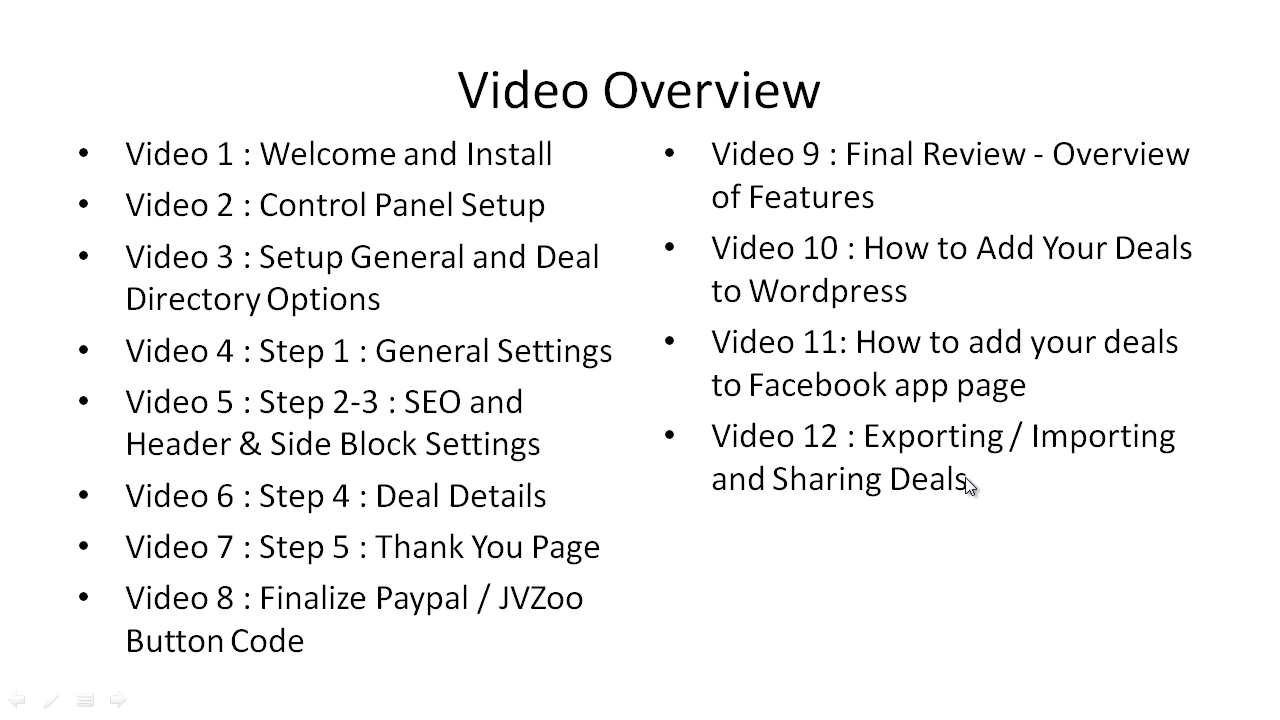 Video Overview
• Video 1 : Welcome and Install
• Video 2 : Control Panel Setup
• Video 3 : Setup General and Deal
Directory Options
• Video 4 : Step 1 : General Settings
• Video 5 : Step 2-3 : SEO and
Header & Side Block Settings
• Video 6 : Step 4 : Deal Details
• Video 7 : Step 5 : Thank You Page
• Video 8 : Finalize Paypal / JVZoo
Button Code
• Video 9 : Final Review - Overview
of Features
• Video 10 : How to Add Your Deals
to Wordpress
• Video 11: How to add your deals
to Facebook app page
• Video 12 : Exporting / Importing
and Sharing Deals